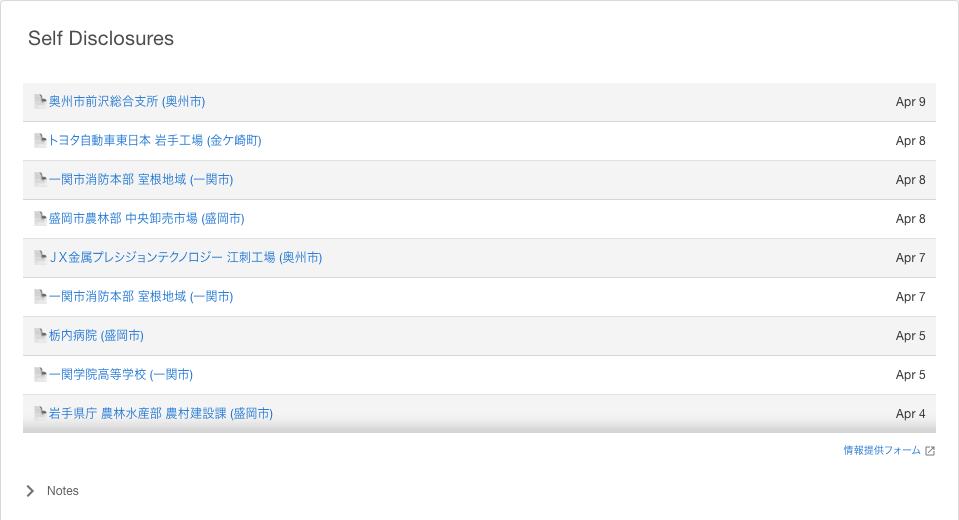 Self Disclosures
奥州市前沢総合支所 (奥州市) Apr 9
トヨタ自動車東日本 岩手工場 (金ケ崎町) Apr 8
一関市消防本部 室根地域 (一関市) Apr 8
盛岡市農林部 中央卸売市場 (盛岡市) Apr 8
ＪＸ金属プレシジョンテクノロジー 江刺工場 (奥州市) Apr 7
一関市消防本部 室根地域 (一関市) Apr 7
栃内病院 (盛岡市) Apr 5
一関学院高等学校 (一関市) Apr 5
岩手県庁 農林水産部 農村建設課 (盛岡市) Apr 4
情報提供フォーム
Notes